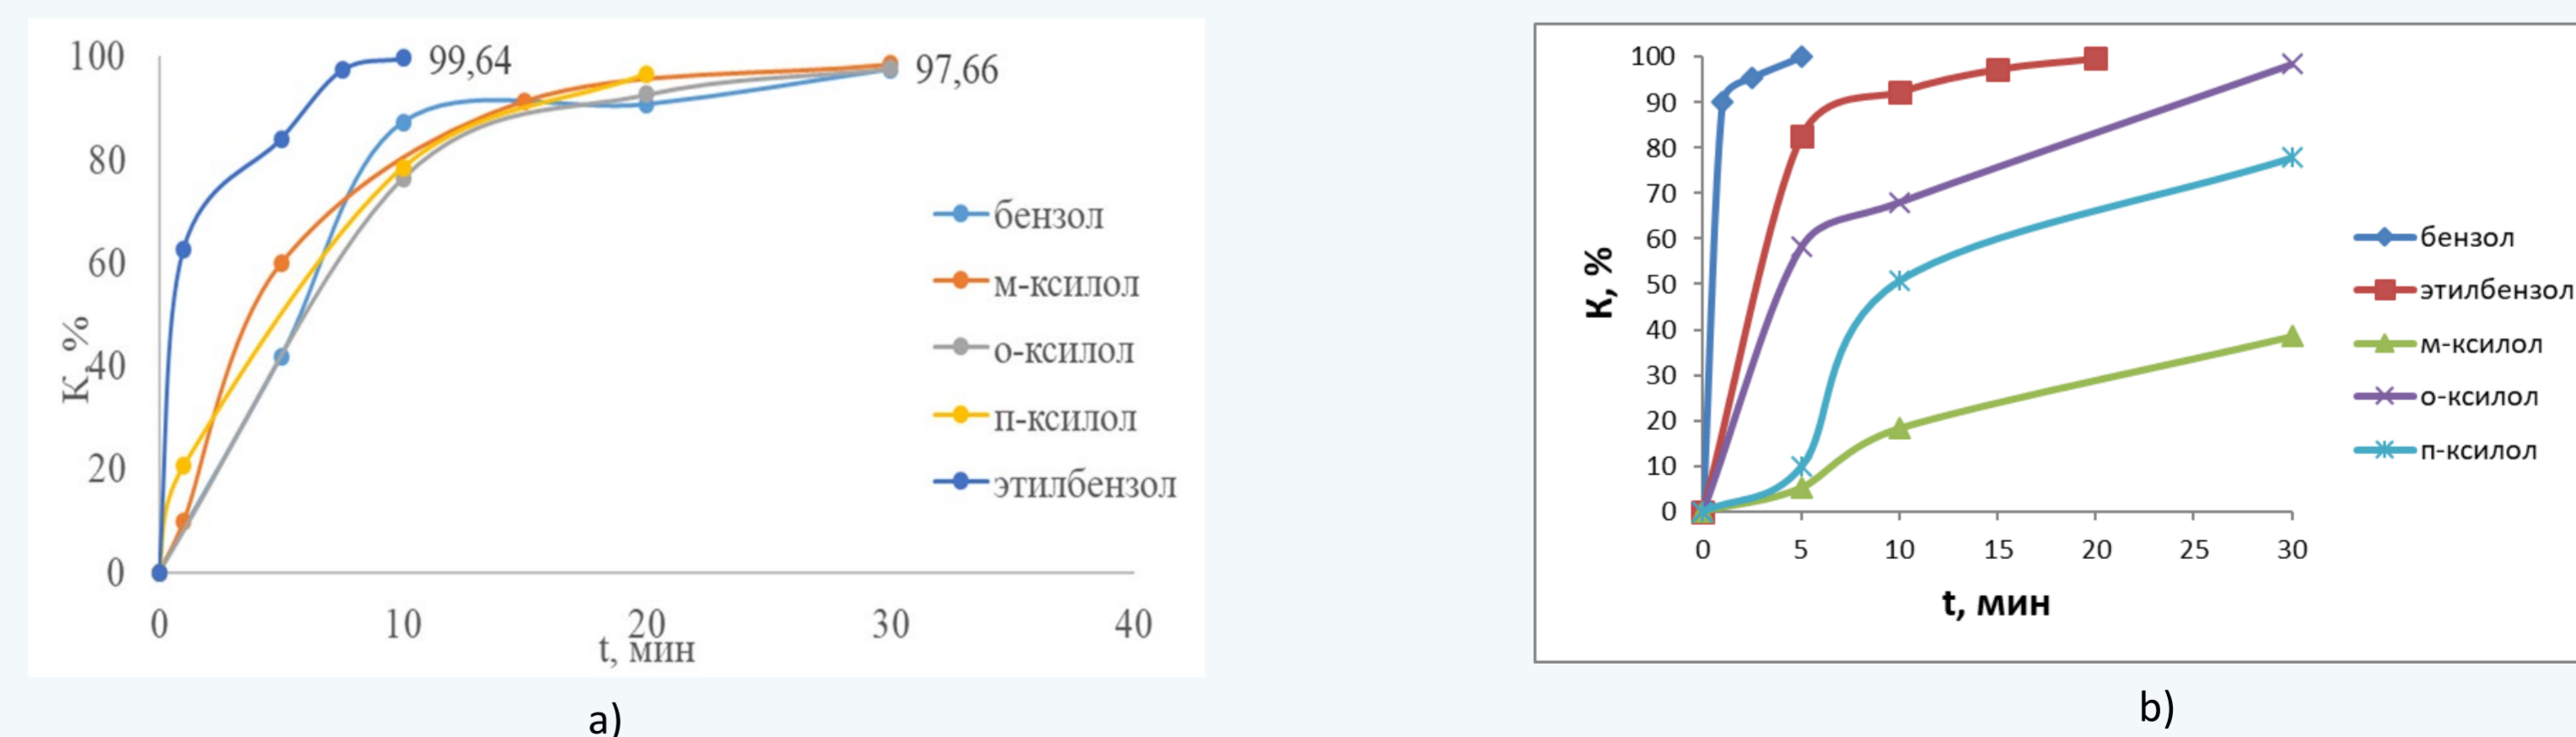 100
80
60
40
20
0
К, %
0
10
20
30
40
t, мин
99,64
97,66
бензол
м-ксилол
о-ксилол
п-ксилол
этилбензол
a)
100
90
80
70
60
50
40
30
20
10
0
К, %
0
5
10
15
20
25
30
t, мин
бензол
этилбензол
м-ксилол
о-ксилол
п-ксилол
b)